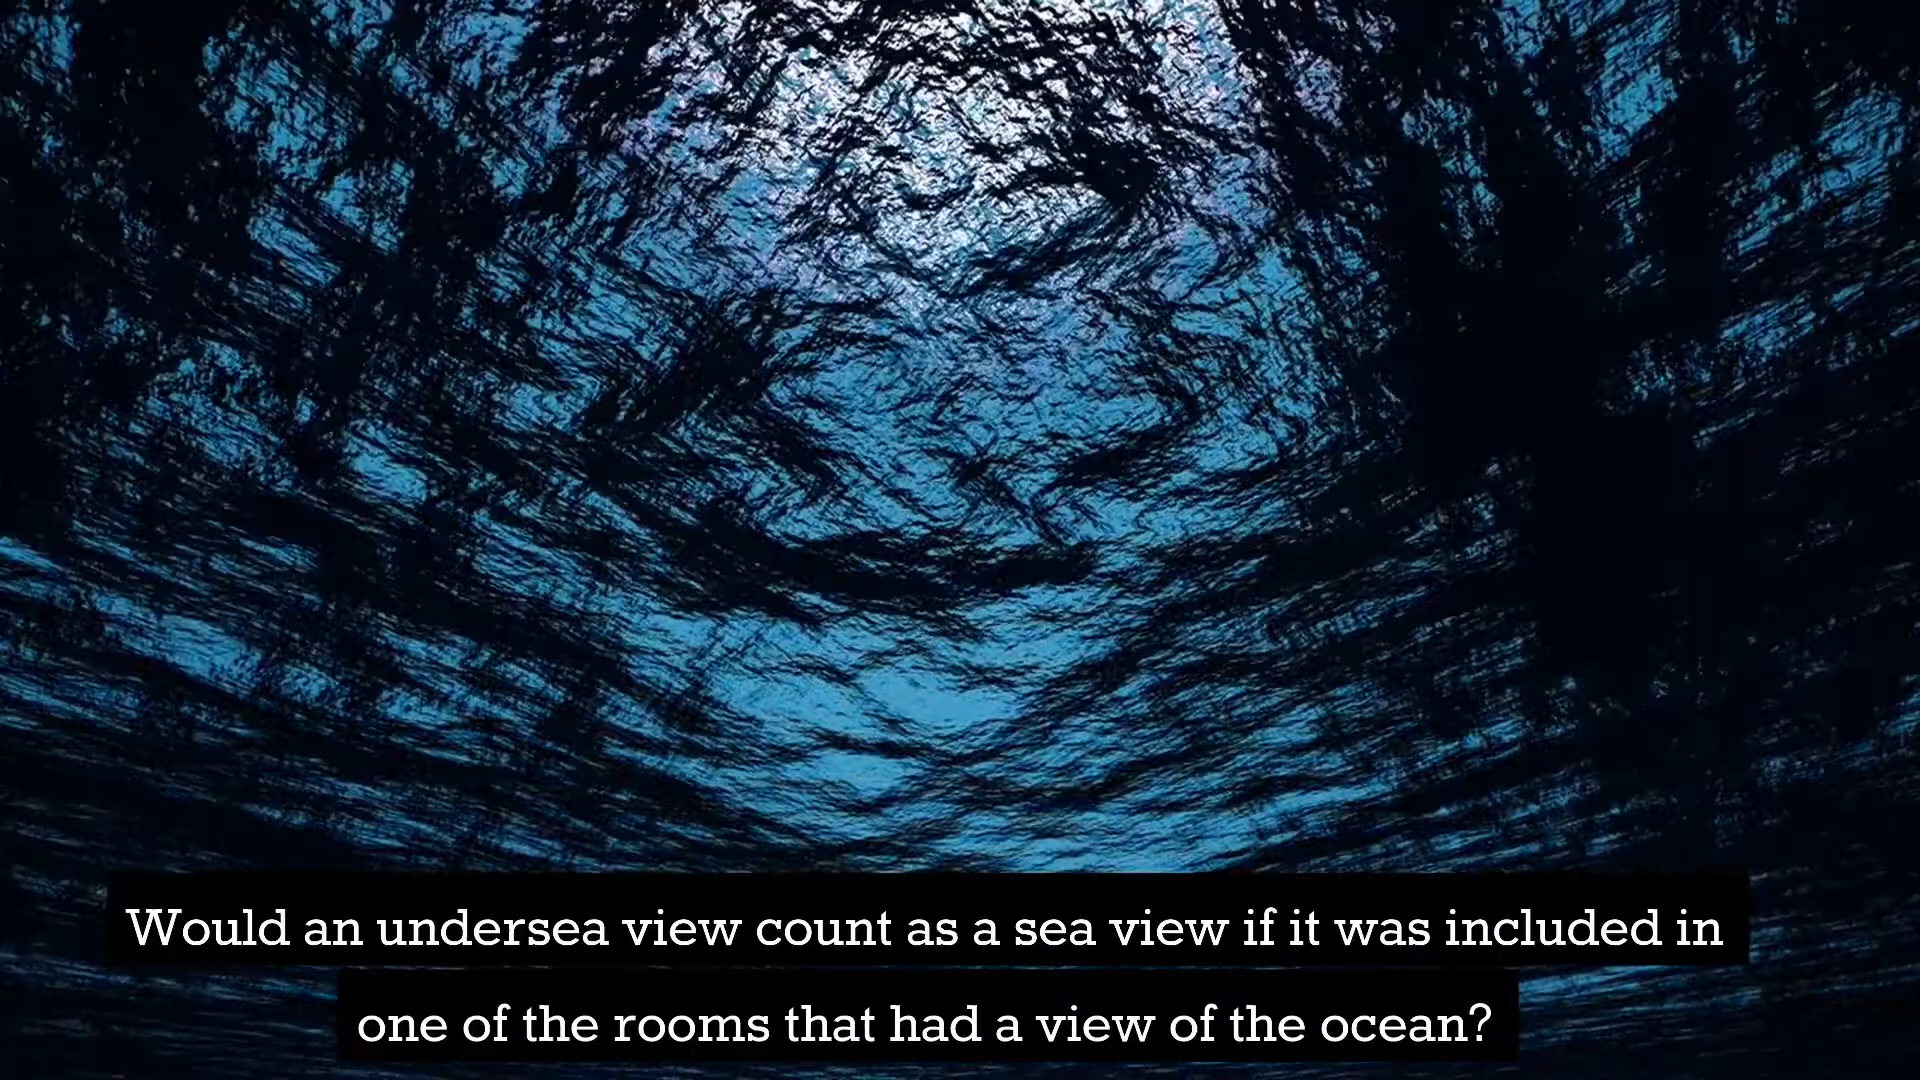 Would an undersea view count as a sea view if it was included in
one of the rooms that had a view of the ocean?